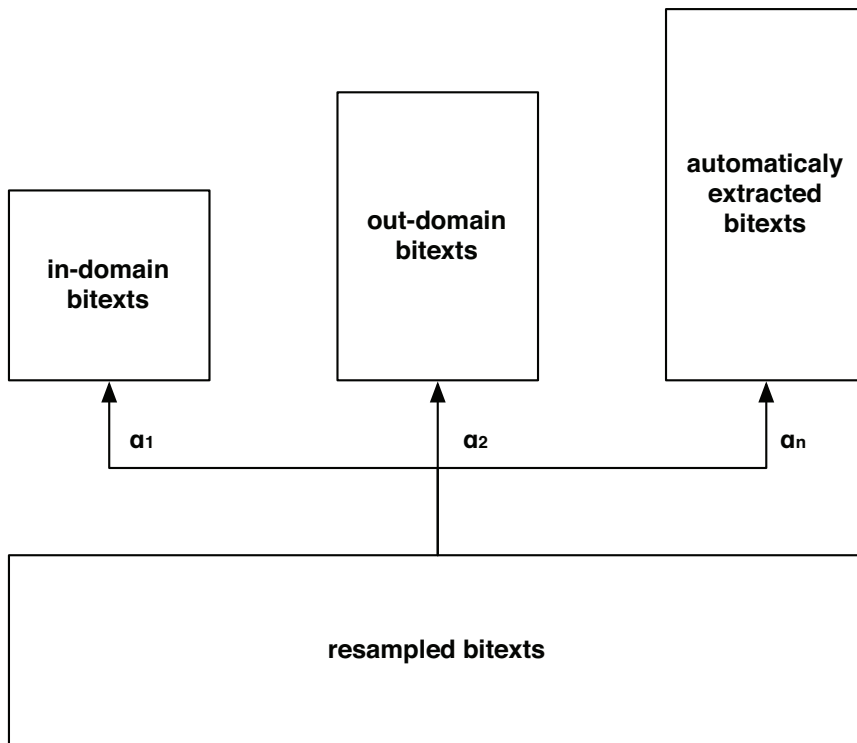 in-domain
bitexts
out-domain
bitexts
automaticaly
extracted
bitexts
α1
α2
αn
resampled bitexts